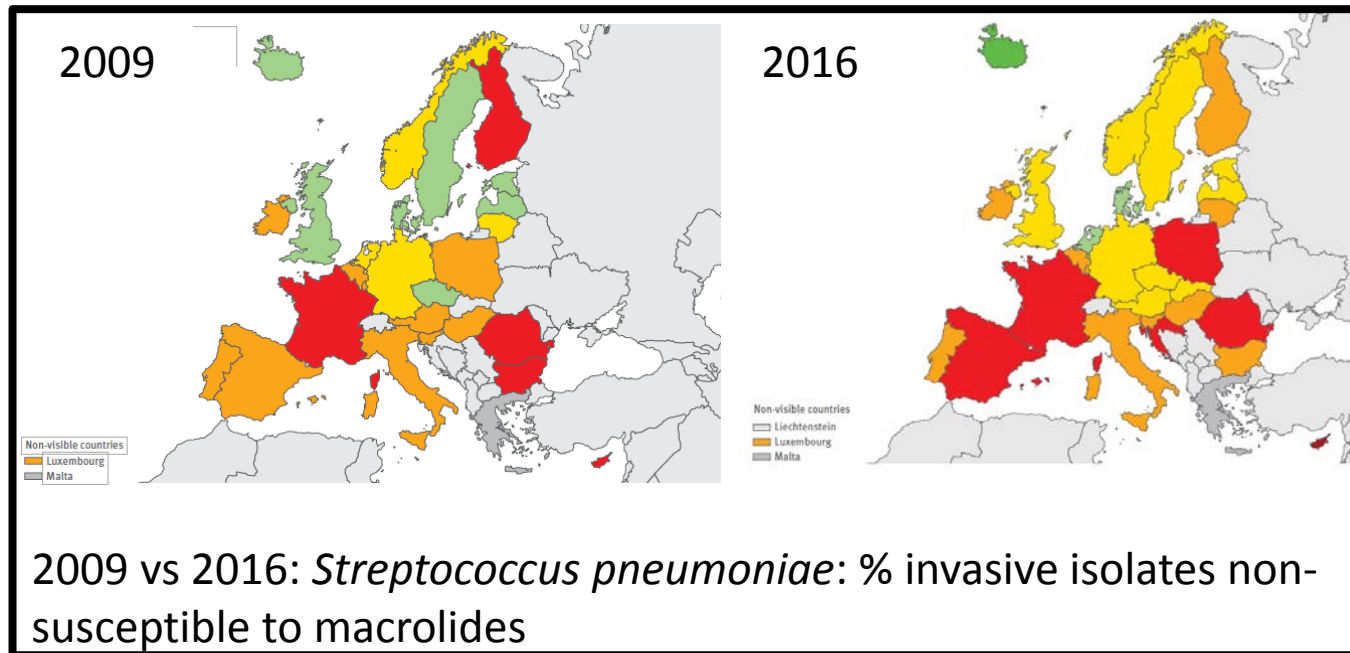 2009
2016
Non-visible countries
Luxembourg
Malta
Non-visible countries
Liechtenstein
Luxembourg
Malta
2009 vs 2016: Streptococcus pneumoniae: % invasive isolates non-
susceptible to macrolides